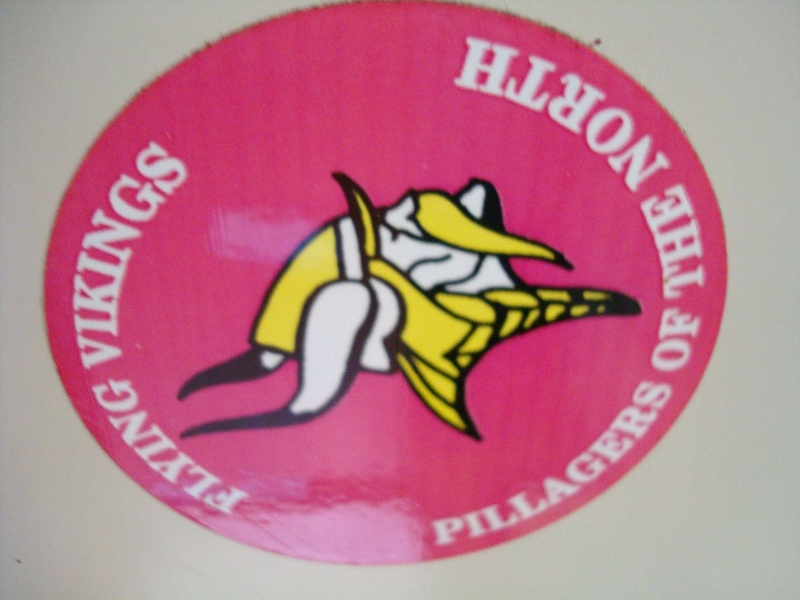 FLYING VIKINGS
PILLAGERS OF THE NORTH